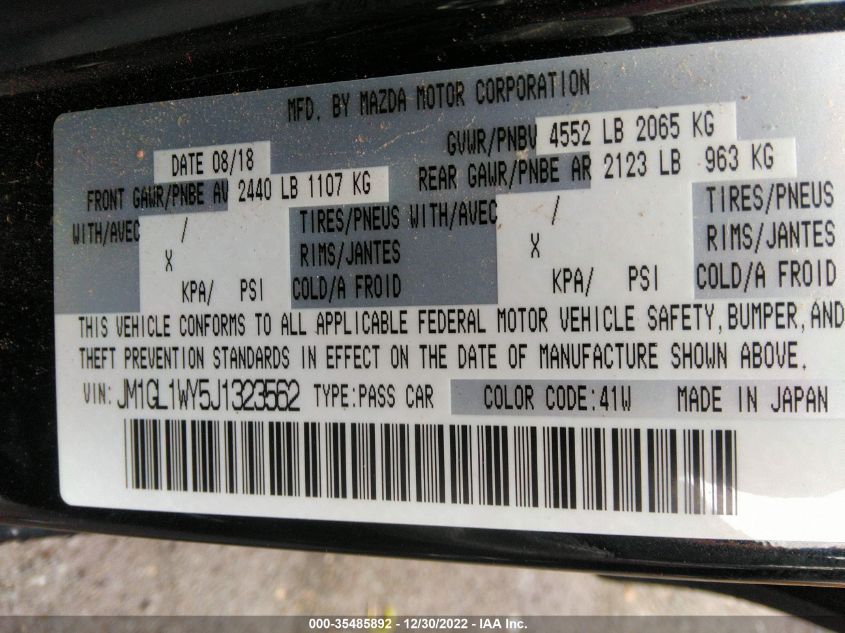 MFD. BY MAZDA MOTOR CORPORATION
DATE 08/18 GVWR/PNBV 4552 LB 2065 KG
FRONT GAWR/PNBE AV 2440 LB 1107 KG REAR GAWR/PNBE AR 2123 LB 963 KG
WITH/AVEC / TIRES/PNEUS WITH/AVEC / TIRES/PNEUS
X RIMS/JANTES X RIMS/JANTES
KPA/ PSI COLD/A FROID KPA/ PSI COLD/A FROID
THIS VEHICLE CONFORMS TO ALL APPLICABLE FEDERAL MOTOR VEHICLE SAFETY, BUMPER, AND
THEFT PREVENTION STANDARDS IN EFFECT ON THE DATE OF MANUFACTURE SHOWN ABOVE.
VIN: JM1GL1WY5J1323562 TYPE:PASS CAR COLOR CODE:41W MADE IN JAPAN
000-35485892 - 12/30/2022 - IAA Inc.